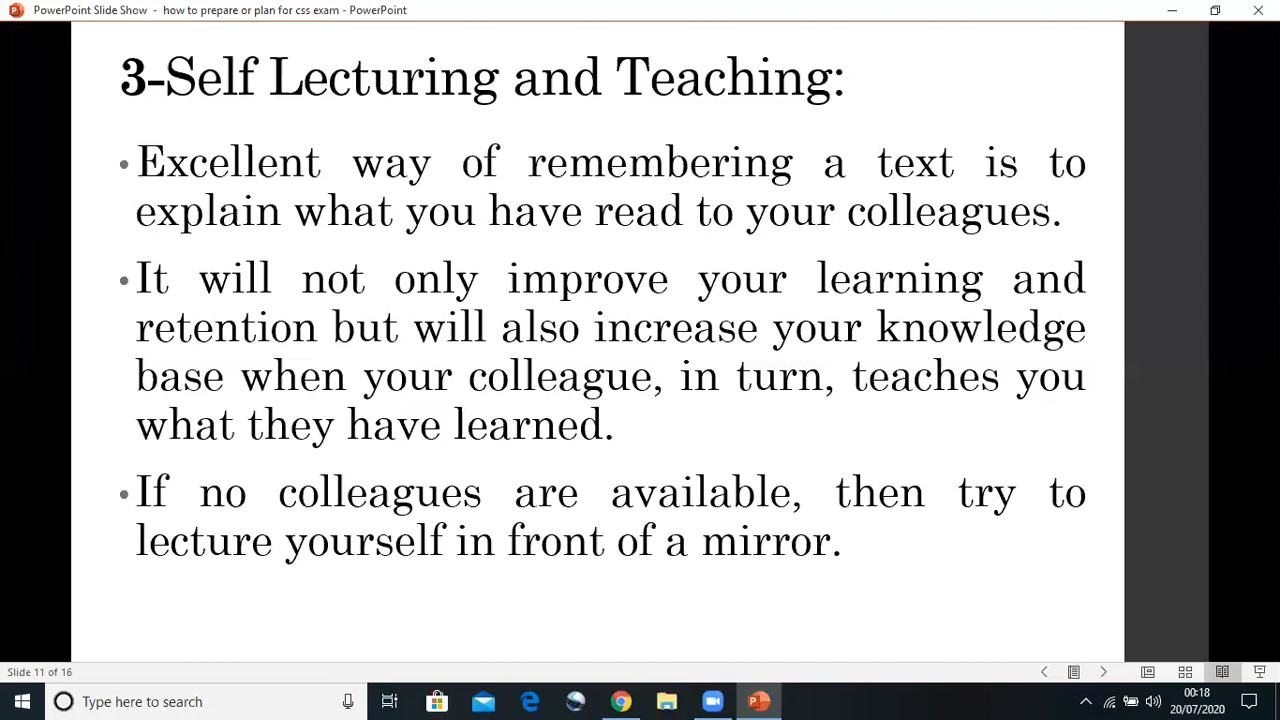 PowerPoint Slide Show - how to prepare or plan for css exam - PowerPoint
3-Self Lecturing and Teaching:
• Excellent way of remembering a text is to
explain what you have read to your colleagues.
• It will not only improve your learning and
retention but will also increase your knowledge
base when your colleague, in turn, teaches you
what they have learned.
• If no colleagues are available, then try to
lecture yourself in front of a mirror.
Slide 11 of 16
Type here to search
00:18
20/07/2020